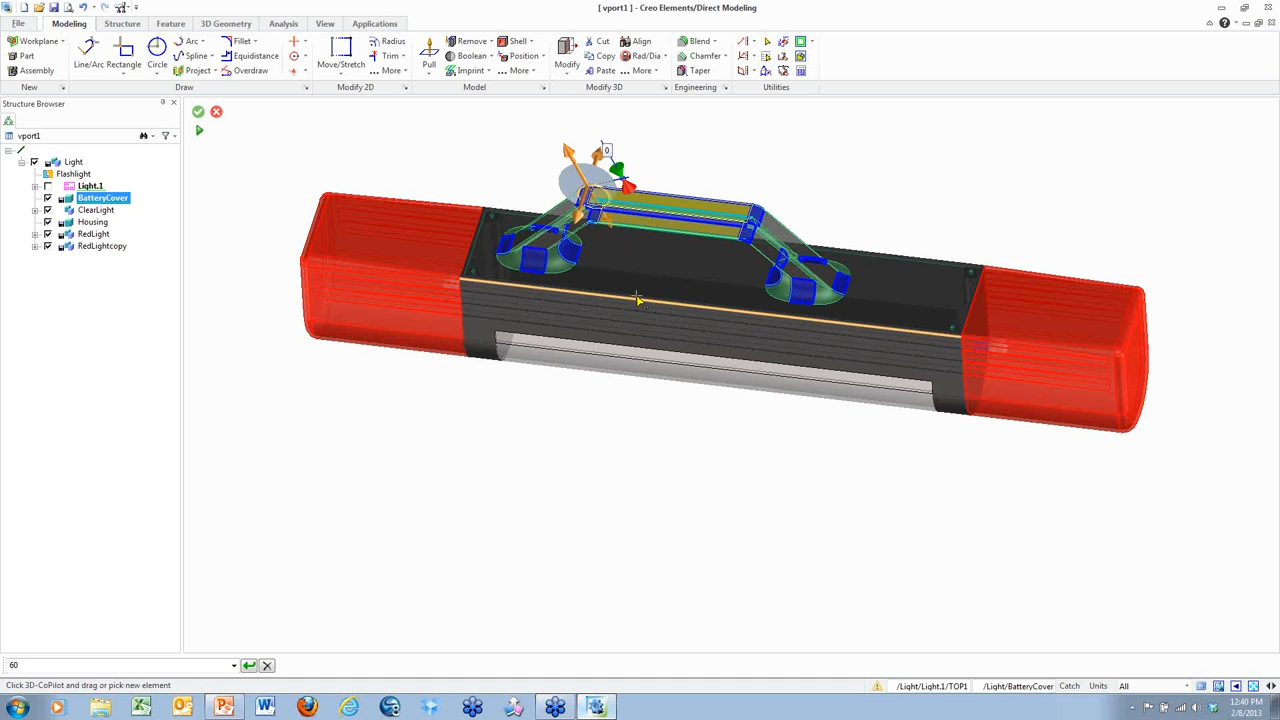 [ vport1 ] - Creo Elements/Direct Modeling
File Modeling Structure Feature 3D Geometry Analysis View Applications
Workplane Arc Fillet Radius Remove Shell Cut Align Blend
Part Line/Arc Rectangle Circle Spline Equidistance Move/Stretch Trim Pull Boolean Position Modify Copy Rad/Dia Chamfer
Assembly Project Overdraw More Imprint More Paste More Taper
New Draw Modify 2D Model Modify 3D Engineering Utilities
Structure Browser
vport1
/
Light
Flashlight
Light.1
BatteryCover
ClearLight
Housing
RedLight
RedLightcopy
0
60
Click 3D-CoPilot and drag or pick new element /Light/Light.1/TOP1 /Light/BatteryCover Catch Units All
12:40 PM
2/8/2013